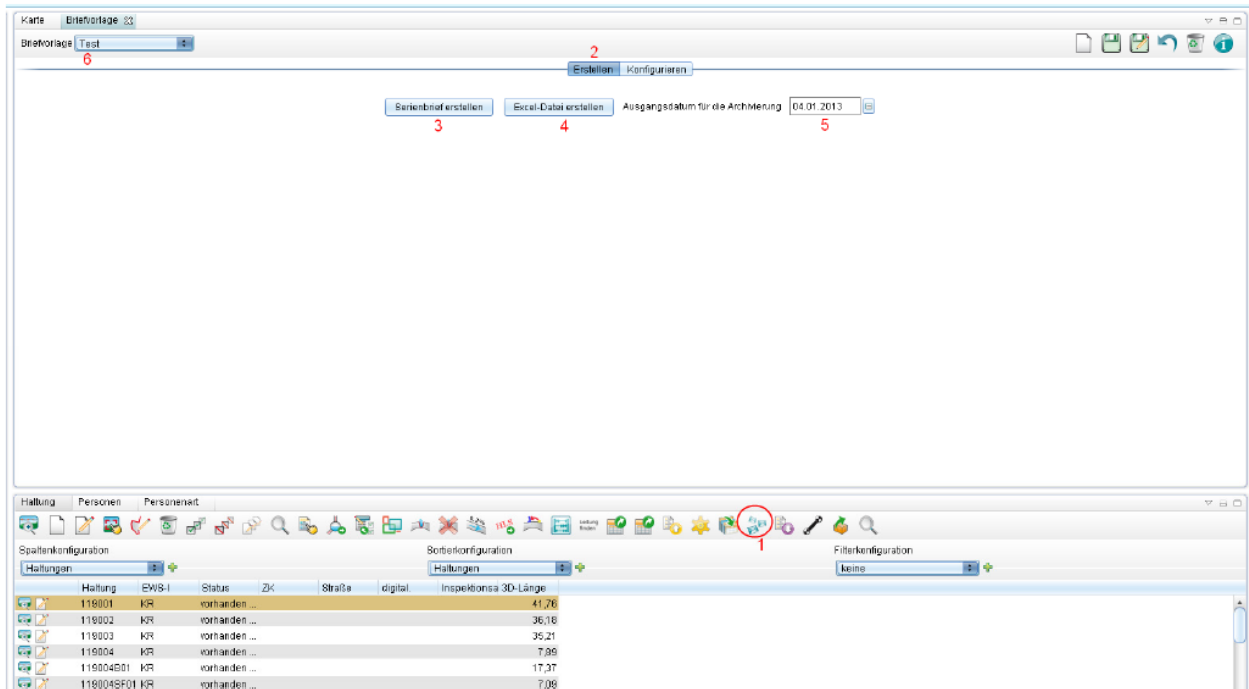 Karte Briefvorlage
Briefvorlage Test
6
2
Erstellen Konfigurieren
Serienbrief erstellen Excel-Datei erstellen Ausgangsdatum für die Archivierung 04.01.2013
3 4 5
Haltung Personen Personenart
HLS Leitung finden
1
Spaltenkonfiguration Sortierkonfiguration Filterkonfiguration
Haltungen Haltungen keine
Haltung EWS-I Status ZK Straße digital. Inspektionsa 3D-Länge
119001 KR vorhanden ... 41,76
119002 KR vorhanden ... 36,18
119003 KR vorhanden ... 35,21
119004 KR vorhanden ... 7,89
119004B01 KR vorhanden ... 17,37
119004SF01 KR vorhanden ... 7,09